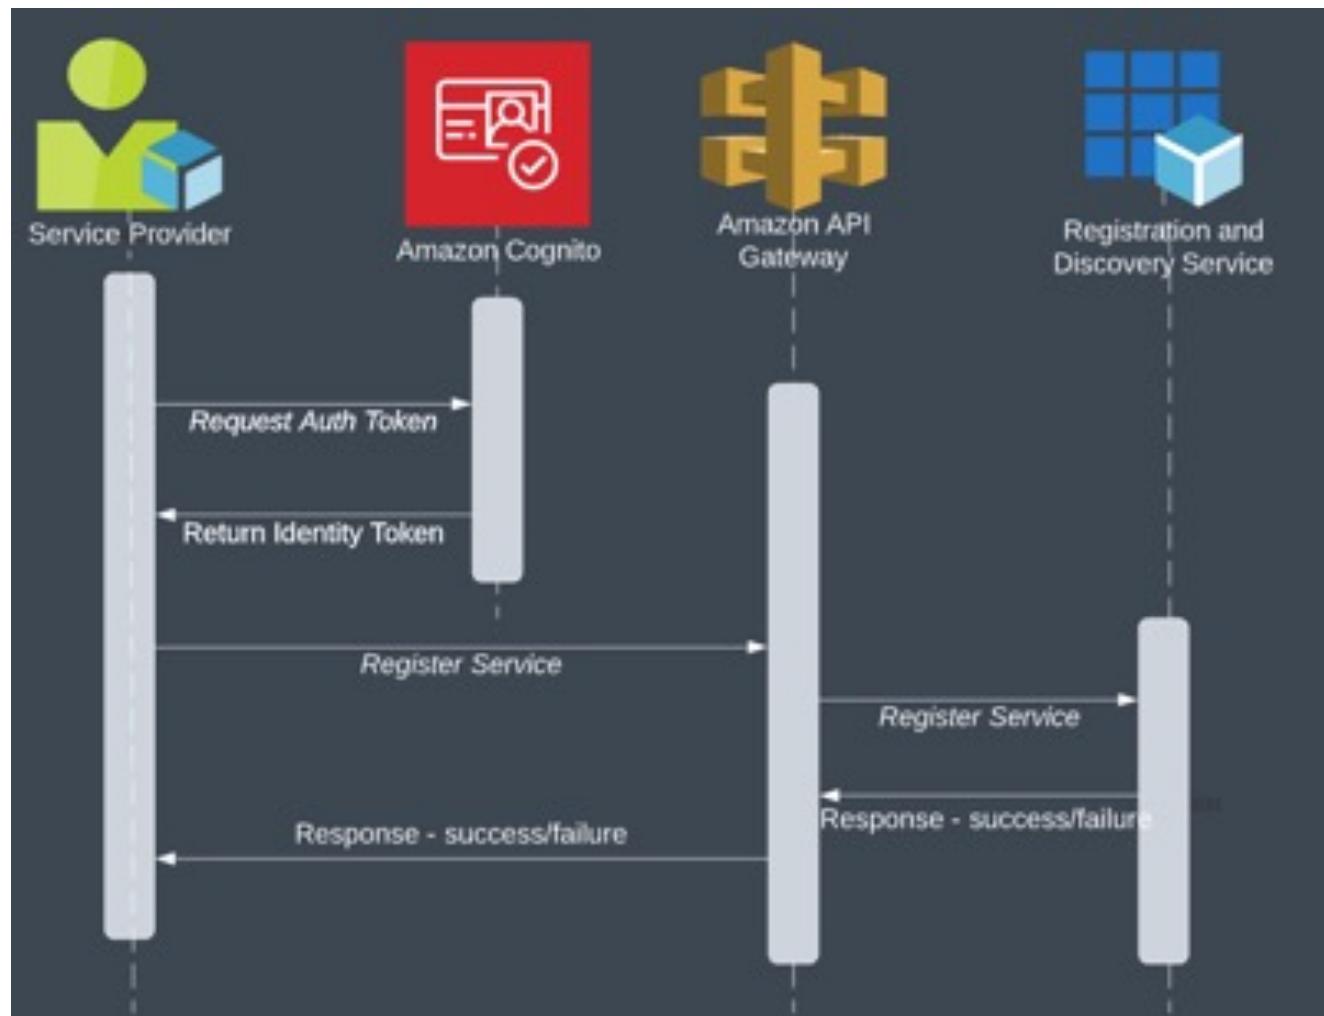 Service Provider
Amazon Cognito
Amazon API
Gateway
Registration and
Discovery Service
Request Auth Token
Return Identity Token
Register Service
Register Service
Response - success/failure
Response - success/failure